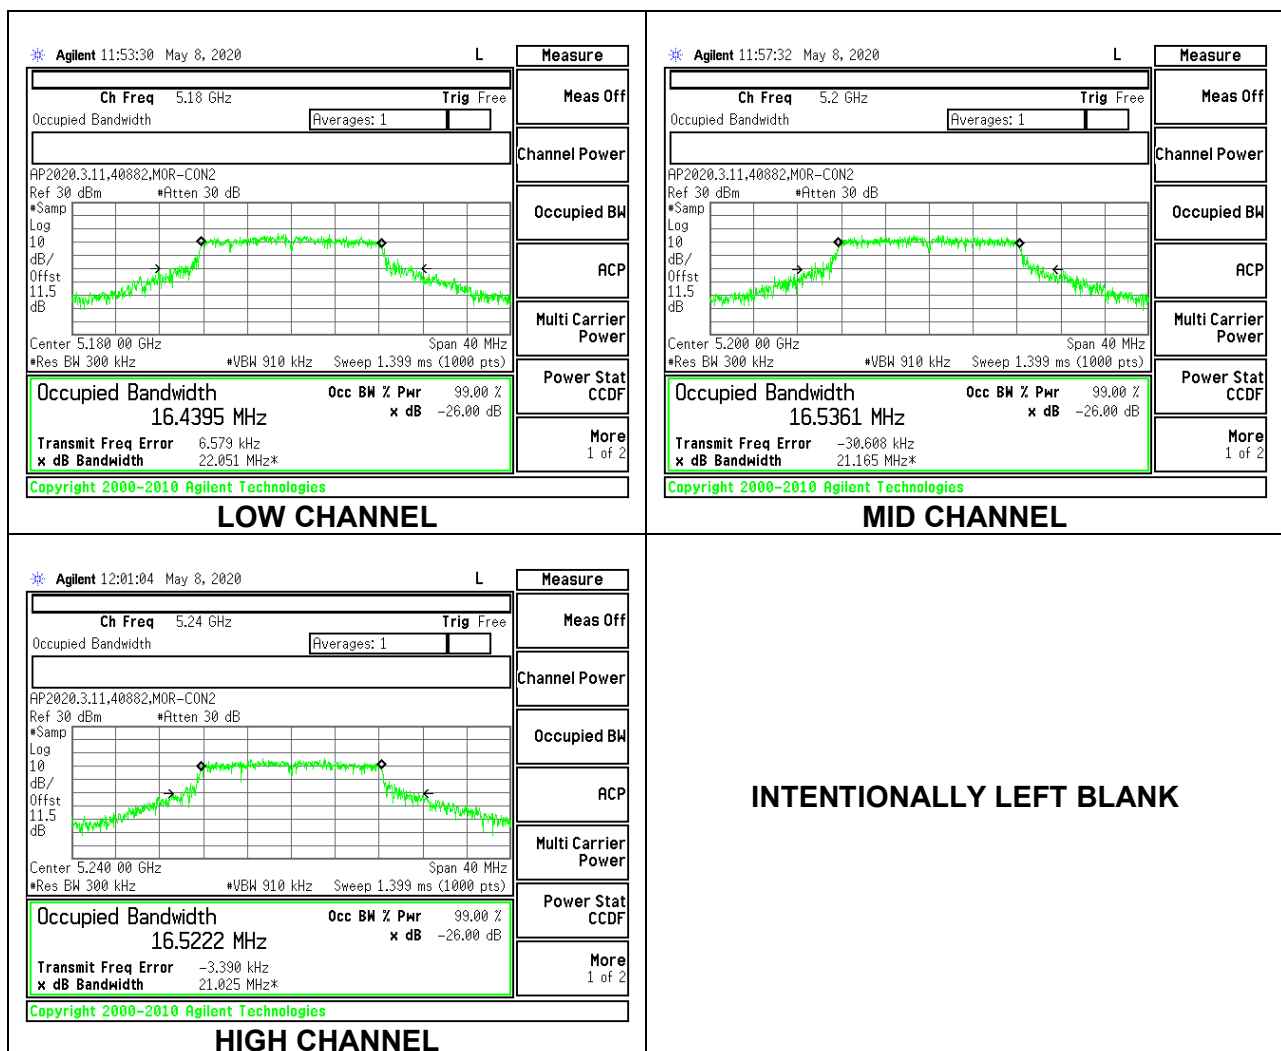 Agilent 11:53:30 May 8, 2020 L Measure
Ch Freq 5.18 GHz Trig Free Meas Off
Occupied Bandwidth Averages: 1
Channel Power
AP2020.3.11,40882,MOR-CON2
Ref 30 dBm #Atten 30 dB
#Samp Occupied BW
Log
10
dB/ ACP
Offst
11.5
dB Multi Carrier Power
Center 5.180 00 GHz Span 40 MHz
#Res BW 300 kHz #VBW 910 kHz Sweep 1.399 ms (1000 pts)
Power Stat CCDF
Occupied Bandwidth Occ BW % Pwr 99.00 %
16.4395 MHz x dB -26.00 dB
More 1 of 2
Transmit Freq Error 6.579 kHz
x dB Bandwidth 22.051 MHz*
Copyright 2000-2010 Agilent Technologies
LOW CHANNEL
Agilent 11:57:32 May 8, 2020 L Measure
Ch Freq 5.2 GHz Trig Free Meas Off
Occupied Bandwidth Averages: 1
Channel Power
AP2020.3.11,40882,MOR-CON2
Ref 30 dBm #Atten 30 dB
#Samp Occupied BW
Log
10
dB/ ACP
Offst
11.5
dB Multi Carrier Power
Center 5.200 00 GHz Span 40 MHz
#Res BW 300 kHz #VBW 910 kHz Sweep 1.399 ms (1000 pts)
Power Stat CCDF
Occupied Bandwidth Occ BW % Pwr 99.00 %
16.5361 MHz x dB -26.00 dB
More 1 of 2
Transmit Freq Error -30.608 kHz
x dB Bandwidth 21.165 MHz*
Copyright 2000-2010 Agilent Technologies
MID CHANNEL
Agilent 12:01:04 May 8, 2020 L Measure
Ch Freq 5.24 GHz Trig Free Meas Off
Occupied Bandwidth Averages: 1
Channel Power
AP2020.3.11,40882,MOR-CON2
Ref 30 dBm #Atten 30 dB
#Samp Occupied BW
Log
10
dB/ ACP
Offst
11.5
dB Multi Carrier Power
Center 5.240 00 GHz Span 40 MHz
#Res BW 300 kHz #VBW 910 kHz Sweep 1.399 ms (1000 pts)
Power Stat CCDF
Occupied Bandwidth Occ BW % Pwr 99.00 %
16.5222 MHz x dB -26.00 dB
More 1 of 2
Transmit Freq Error -3.390 kHz
x dB Bandwidth 21.025 MHz*
Copyright 2000-2010 Agilent Technologies
HIGH CHANNEL
INTENTIONALLY LEFT BLANK